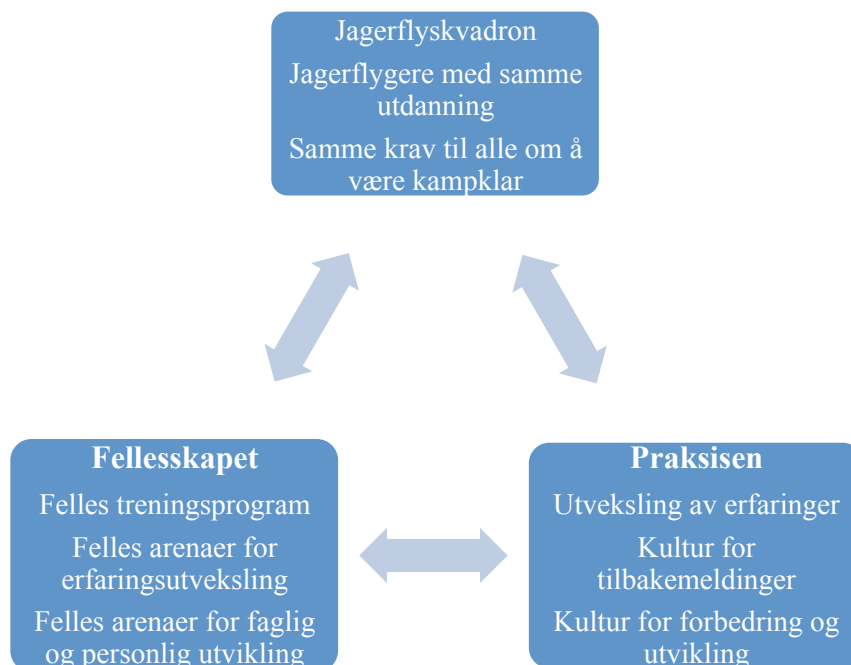 Jagerflyskvadron
Jagerflygere med samme
utdanning
Samme krav til alle om å
være kampklar
Fellesskapet
Felles treningsprogram
Felles arenaer for
erfaringsutveksling
Felles arenaer for faglig
og personlig utvikling
Praksisen
Utveksling av erfaringer
Kultur for
tilbakemeldinger
Kultur for forbedring og
utvikling